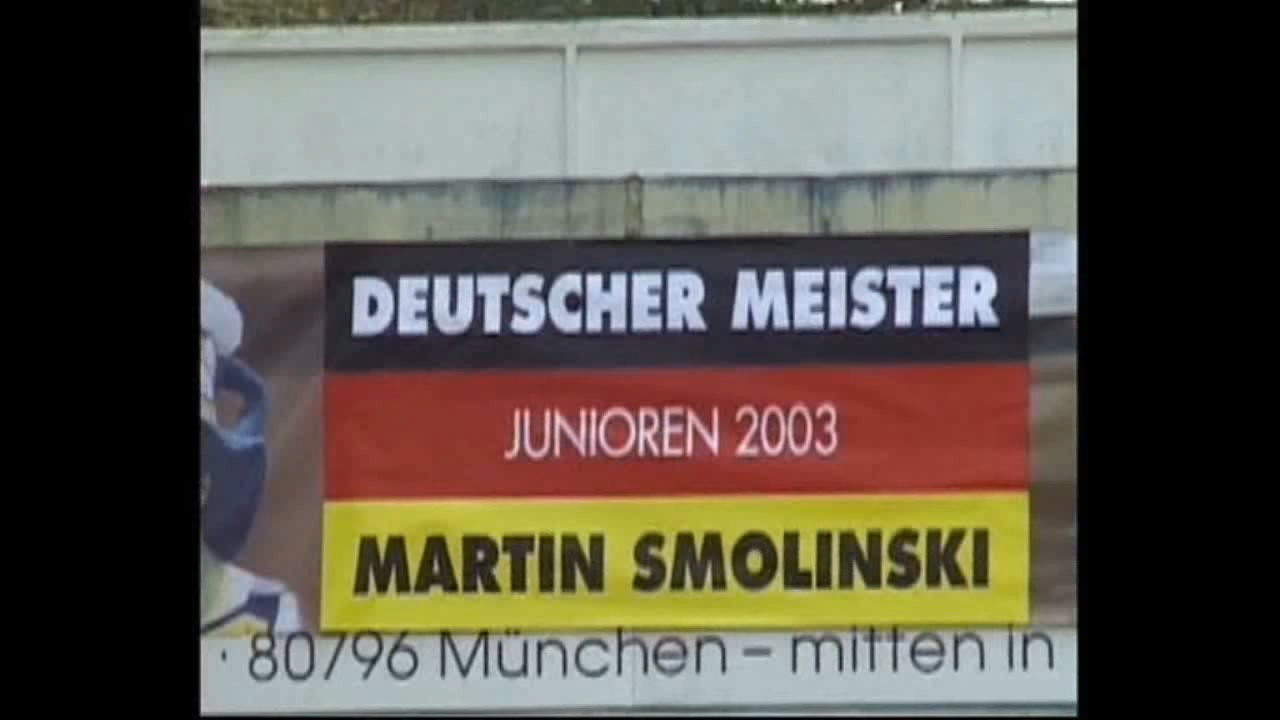 DEUTSCHER MEISTER
JUNIOREN 2003
MARTIN SMOLINSKI
· 80796 München – mitten in